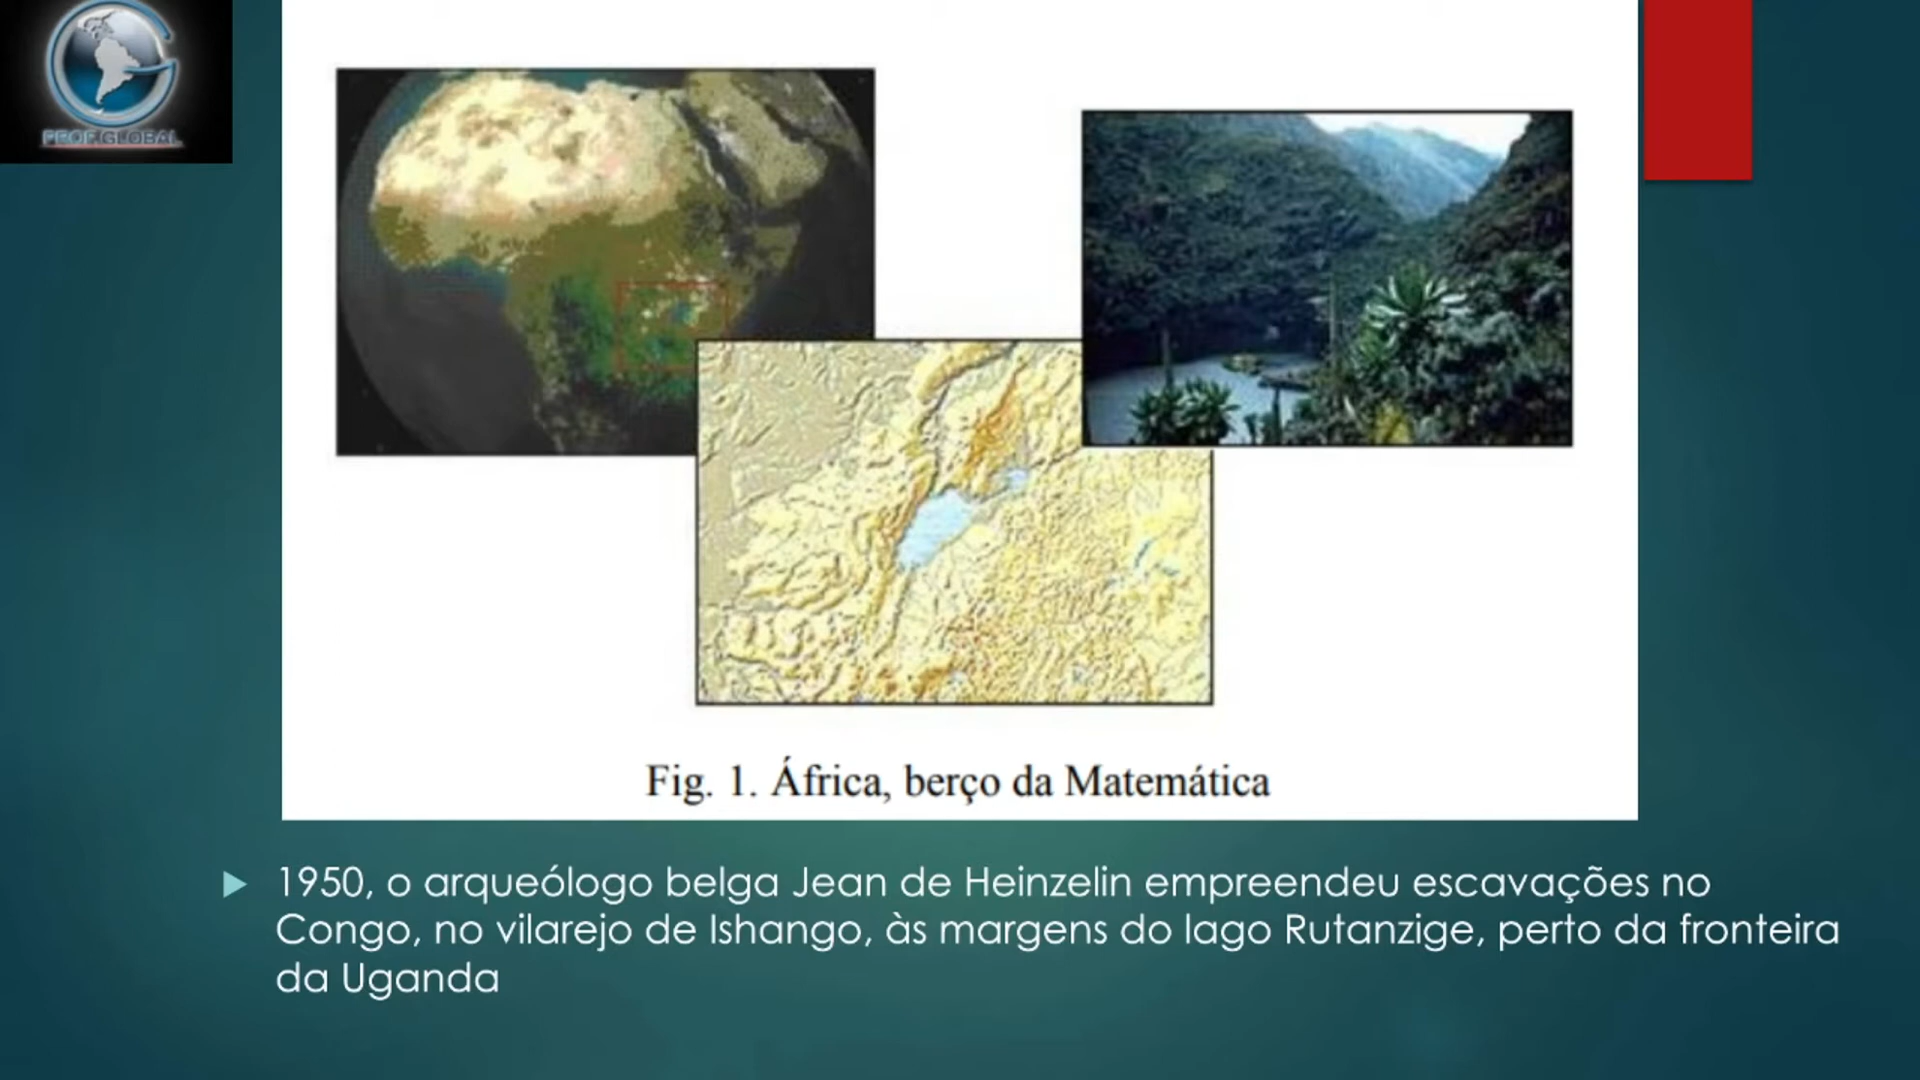 PROF.GLOBAL
Fig. 1. África, berço da Matemática
1950, o arqueólogo belga Jean de Heinzelin empreendeu escavações no
Congo, no vilarejo de Ishango, às margens do lago Rutanzige, perto da fronteira
da Uganda